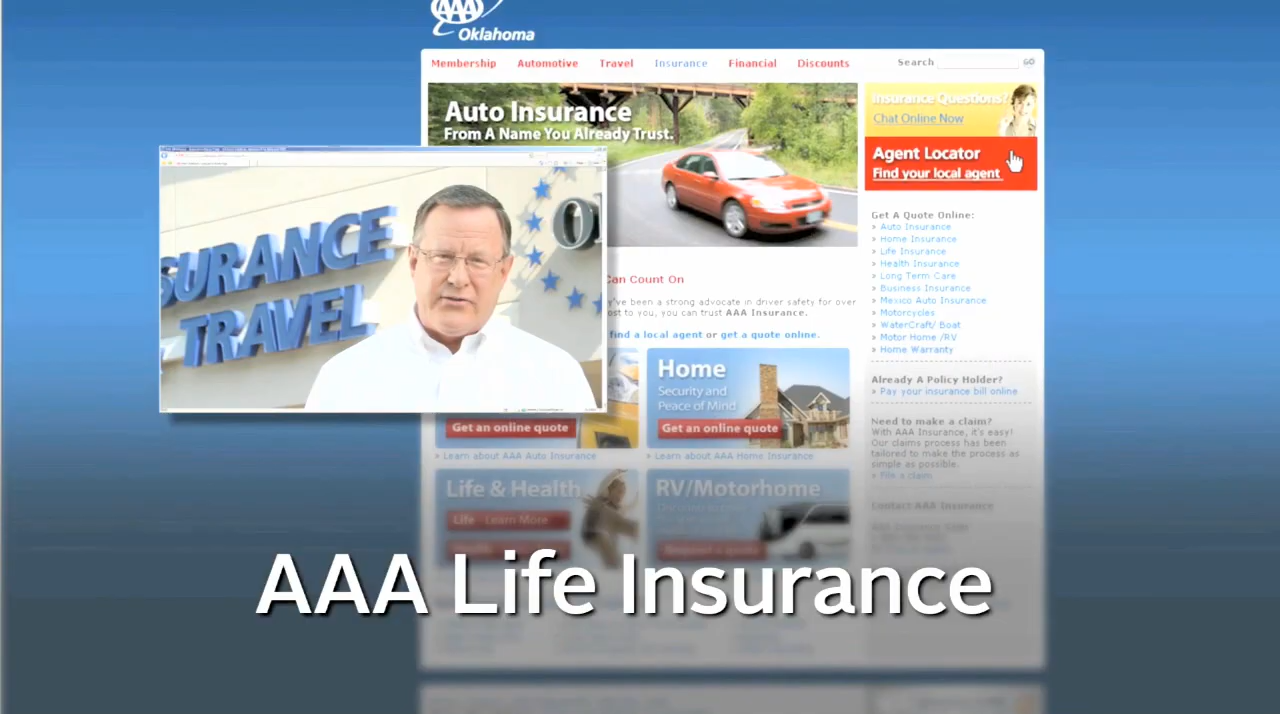 AAA
Oklahoma
Membership Automotive Travel Insurance Financial Discounts Search GO
Auto Insurance
From A Name You Already Trust.
Insurance Questions?
Chat Online Now
Agent Locator
Find your local agent
SURANCE
TRAVEL
Can Count On
've been a strong advocate in driver safety for over
ost to you, you can trust AAA Insurance.
find a local agent or get a quote online.
Get A Quote Online:
» Auto Insurance
» Home Insurance
» Life Insurance
» Health Insurance
» Long Term Care
» Business Insurance
» Mexico Auto Insurance
» Motorcycles
» WaterCraft/ Boat
» Motor Home /RV
» Home Warranty
Already A Policy Holder?
» Pay your insurance bill online
Need to make a claim?
With AAA Insurance, it's easy!
Our claims process has been
tailored to make the process as
simple as possible.
» File a claim
Contact AAA Insurance
Get an online quote
» Learn about AAA Auto Insurance
Home
Security and
Peace of Mind
Get an online quote
» Learn about AAA Home Insurance
Life & Health
Life - Learn More
RV/Motorhome
Request a quote
AAA Life Insurance